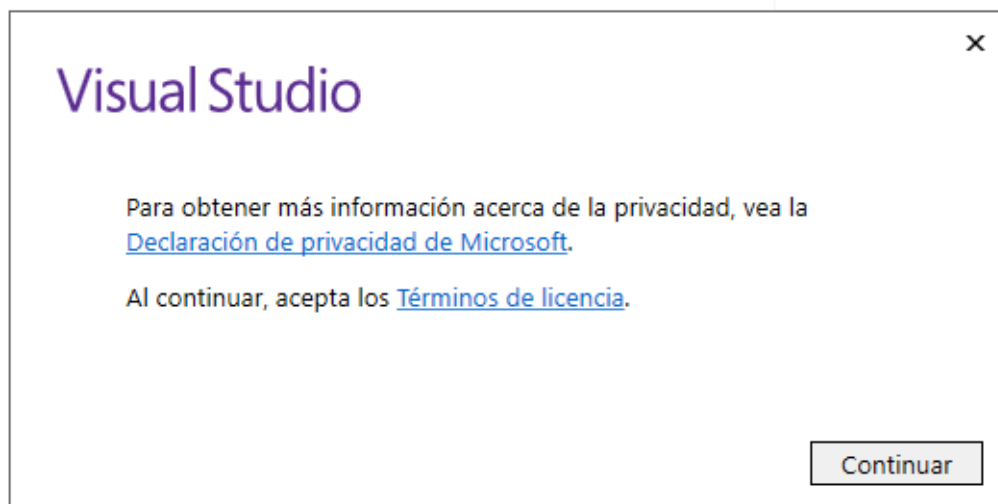 Visual Studio
Para obtener más información acerca de la privacidad, vea la
Declaración de privacidad de Microsoft.
Al continuar, acepta los Términos de licencia.
Continuar